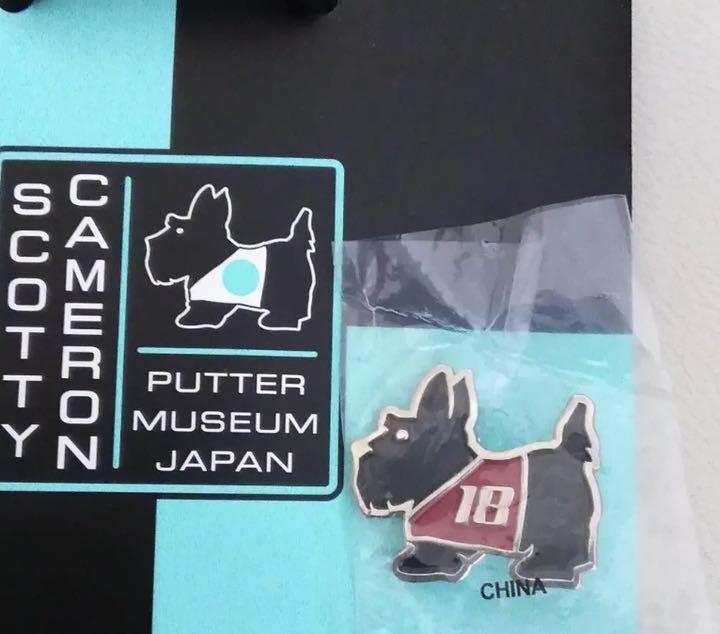 SCOTTY
CAMERON
PUTTER
MUSEUM
JAPAN
18
CHINA